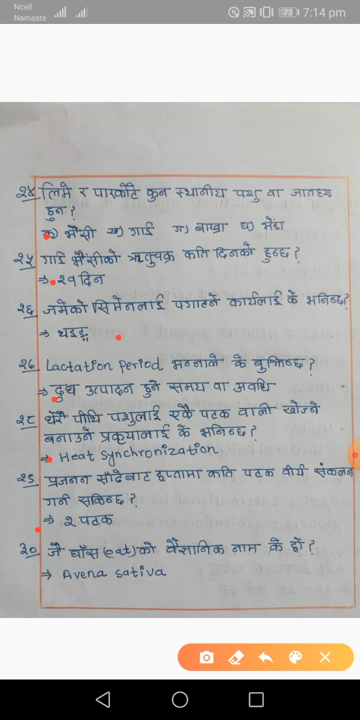 Ncell
Namaste
73 7:14 pm
२४ लिमे र पारकोटे कुन स्थानीय पशु वा जातहरू
हुन?
क) भैंसी ख) गाई ग) बाख्रा घ) भेडा
२५ गाई भैंसीको ऋतुचक्र कति दिनको हुन्छ?
⇒ २१ दिन
२६ जमेको सिमेनलाई पगाल्ने कार्यलाई के भनिन्छ?
⇒ थइङ्ग
२७ Lactation Period भन्नाले के बुझिन्छ?
⇒ दुध उत्पादन हुने समय वा अवधि
२८ धेरै पोथि पशुलाई एकै पटक वाली खोज्ने
बनाउने प्रकृयालाई के भनिन्छ?
⇒ Heat Synchronization
२९ प्रजनन साँढेबाट हप्तामा कति पटक वीर्य संकलन
गर्न सकिन्छ?
⇒ २ पटक
३० जै घाँस (oat) को वैज्ञानिक नाम के हो?
⇒ Avena sativa